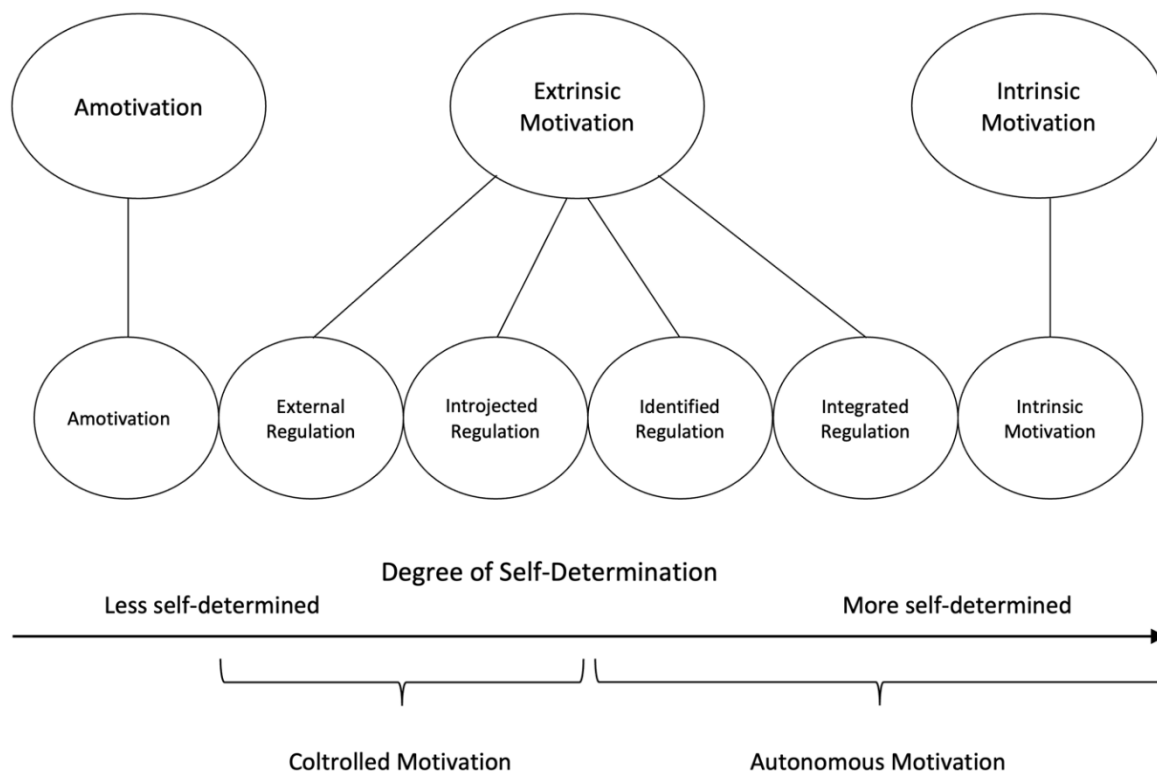 Amotivation
Extrinsic
Motivation
Intrinsic
Motivation
Amotivation
External
Regulation
Introjected
Regulation
Identified
Regulation
Integrated
Regulation
Intrinsic
Motivation
Degree of Self-Determination
Less self-determined
More self-determined
Coltrolled Motivation
Autonomous Motivation